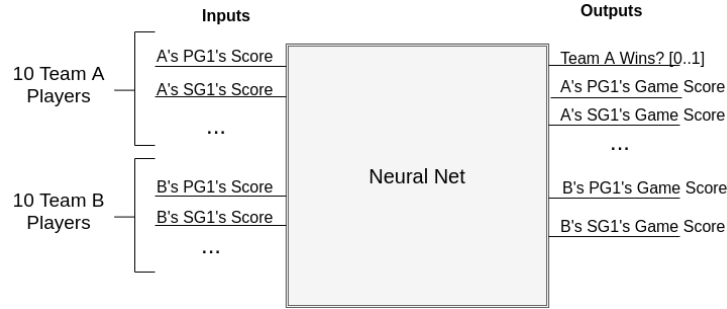 Inputs
Outputs
10 Team A
Players
A's PG1's Score
A's SG1's Score
...
10 Team B
Players
B's PG1's Score
B's SG1's Score
...
Neural Net
Team A Wins? [0..1]
A's PG1's Game Score
A's SG1's Game Score
...
B's PG1's Game Score
B's SG1's Game Score